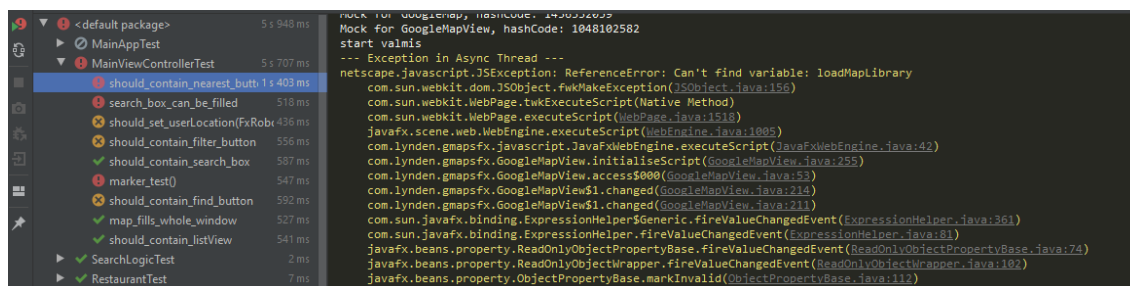 <default package> 5 s 948 ms
MainAppTest
MainViewControllerTest 5 s 707 ms
should_contain_nearest_butt 1 s 403 ms
search_box_can_be_filled 518 ms
should_set_userLocation(FxRobo 436 ms
should_contain_filter_button 556 ms
should_contain_search_box 587 ms
marker_test() 547 ms
should_contain_find_button 592 ms
map_fills_whole_window 527 ms
should_contain_listView 541 ms
SearchLogicTest 2 ms
RestaurantTest 7 ms
Mock for GoogleMap, hashCode: 1456532059
Mock for GoogleMapView, hashCode: 1048102582
start valmis
--- Exception in Async Thread ---
netscape.javascript.JSException: ReferenceError: Can't find variable: loadMapLibrary
com.sun.webkit.dom.JSObject.fwkMakeException(JSObject.java:156)
com.sun.webkit.WebPage.twkExecuteScript(Native Method)
com.sun.webkit.WebPage.executeScript(WebPage.java:1518)
javafx.scene.web.WebEngine.executeScript(WebEngine.java:1005)
com.lynden.gmapsfx.javascript.JavaFxWebEngine.executeScript(JavaFxWebEngine.java:42)
com.lynden.gmapsfx.GoogleMapView.initialiseScript(GoogleMapView.java:255)
com.lynden.gmapsfx.GoogleMapView.access$000(GoogleMapView.java:53)
com.lynden.gmapsfx.GoogleMapView$1.changed(GoogleMapView.java:214)
com.lynden.gmapsfx.GoogleMapView$1.changed(GoogleMapView.java:211)
com.sun.javafx.binding.ExpressionHelper$Generic.fireValueChangedEvent(ExpressionHelper.java:361)
com.sun.javafx.binding.ExpressionHelper.fireValueChangedEvent(ExpressionHelper.java:81)
javafx.beans.property.ReadOnlyObjectPropertyBase.fireValueChangedEvent(ReadOnlyObjectPropertyBase.java:74)
javafx.beans.property.ReadOnlyObjectWrapper.fireValueChangedEvent(ReadOnlyObjectWrapper.java:102)
javafx.beans.property.ObjectPropertyBase.markInvalid(ObjectPropertyBase.java:112)